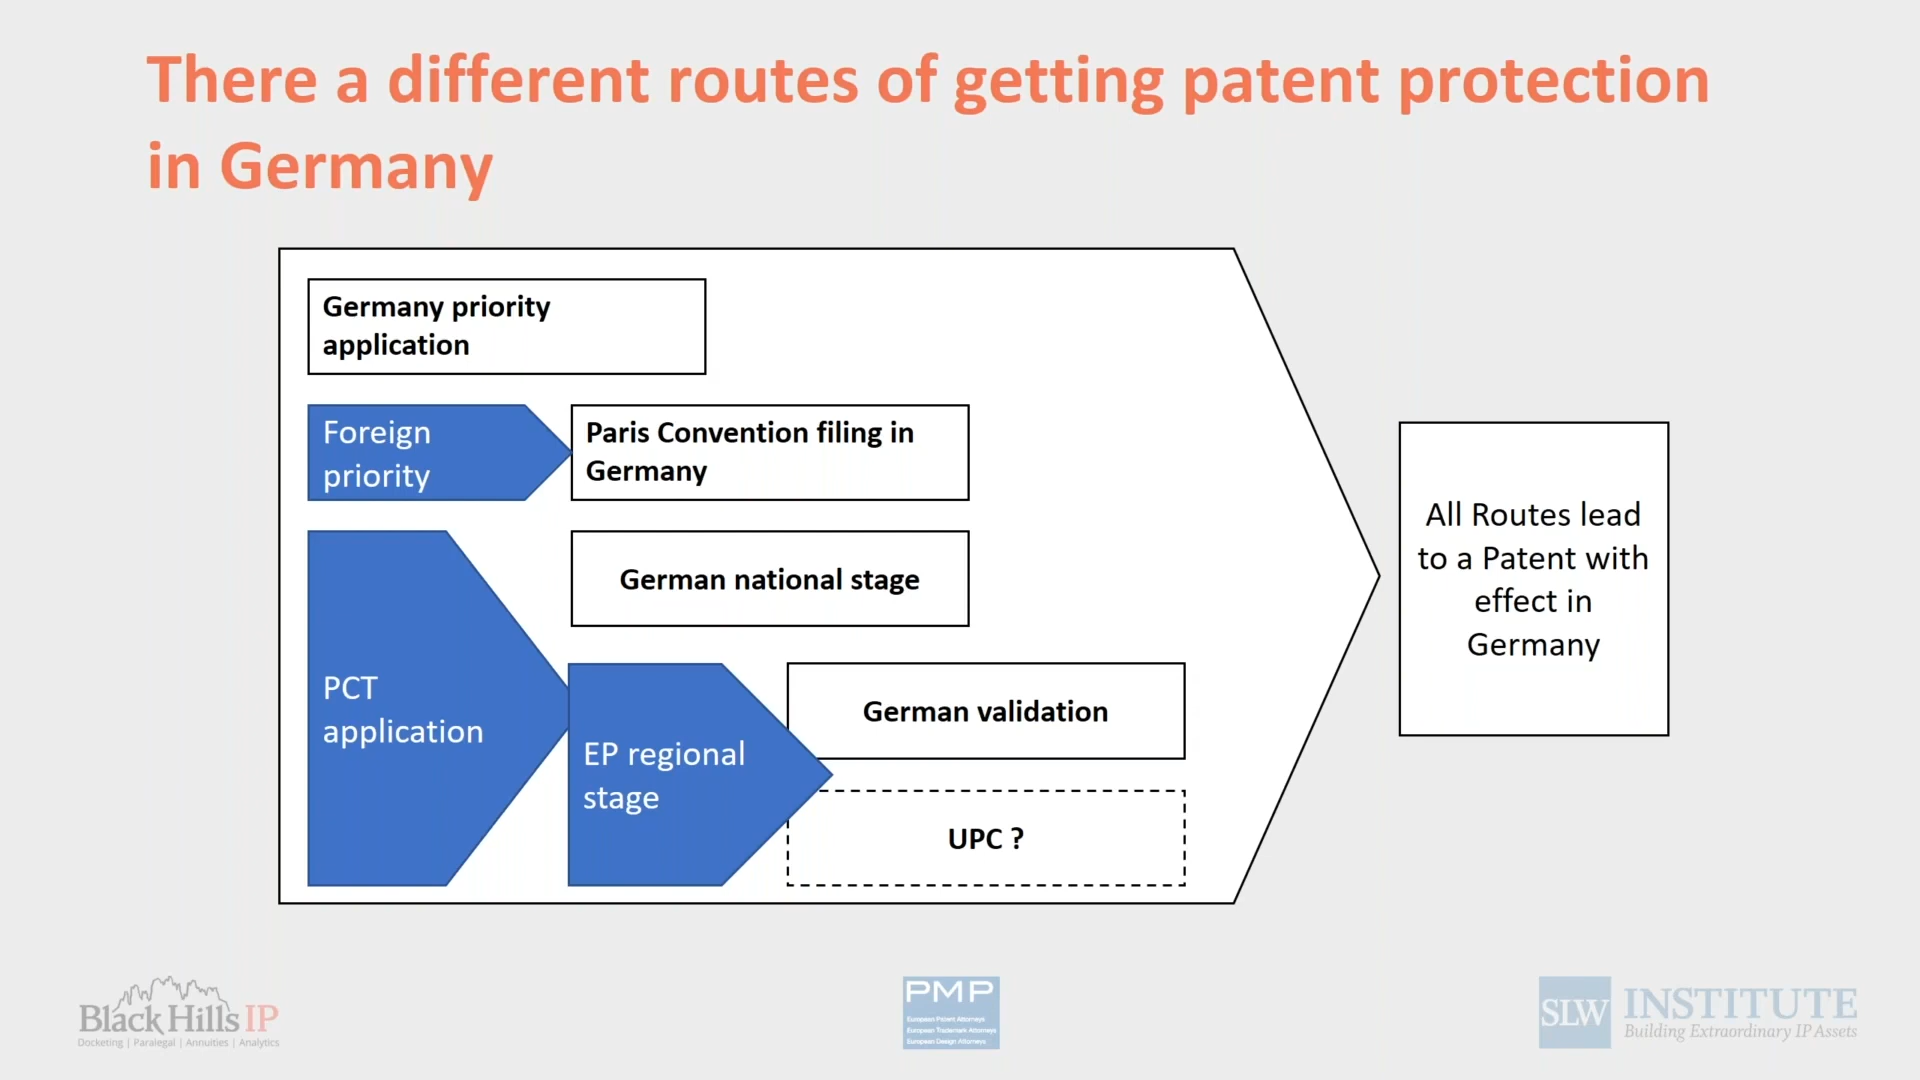 There a different routes of getting patent protection
in Germany
Germany priority
application
Foreign
priority
Paris Convention filing in
Germany
German national stage
PCT
application
EP regional
stage
German validation
UPC ?
All Routes lead
to a Patent with
effect in
Germany
Black Hills IP
Docketing | Paralegal | Annuities | Analytics
PMP
European Patent Attorneys
European Trademark Attorneys
European Design Attorneys
SLW
INSTITUTE
Building Extraordinary IP Assets